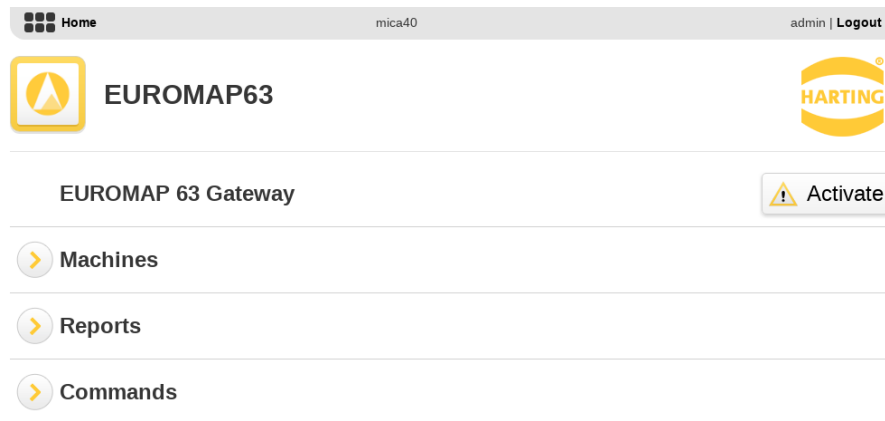 Home mica40 admin | Logout
EUROMAP63
HARTING®
EUROMAP 63 Gateway
Activate
Machines
Reports
Commands